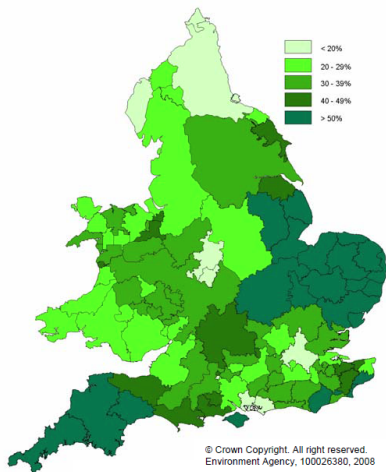 < 20%
20 - 29%
30 - 39%
40 - 49%
> 50%
© Crown Copyright. All right reserved.
Environment Agency, 100026380, 2008